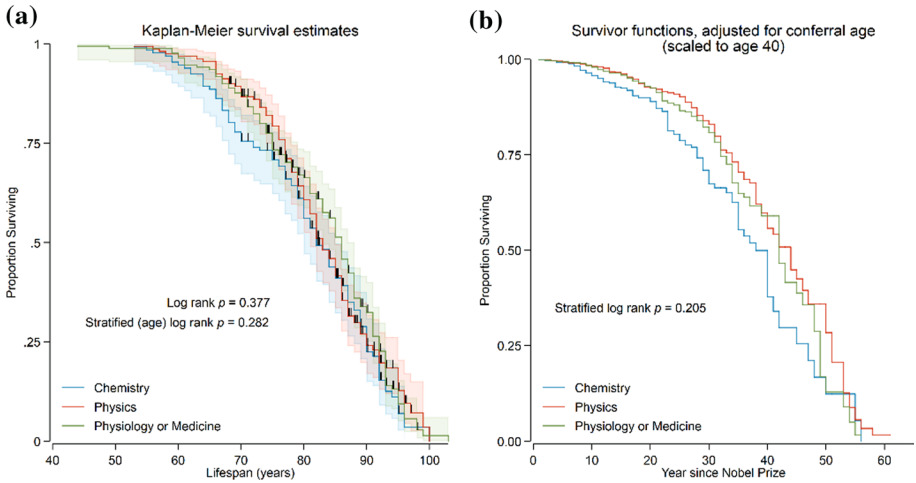 (a)
Kaplan-Meier survival estimates
Proportion Surviving
1
.75
.5
.25
0
Log rank p = 0.377
Stratified (age) log rank p = 0.282
Chemistry
Physics
Physiology or Medicine
40 50 60 70 80 90 100
Lifespan (years)
(b)
Survivor functions, adjusted for conferral age
(scaled to age 40)
Proportion Surviving
1.00
0.75
0.50
0.25
0.00
Stratified log rank p = 0.205
Chemistry
Physics
Physiology or Medicine
0 10 20 30 40 50 60
Year since Nobel Prize